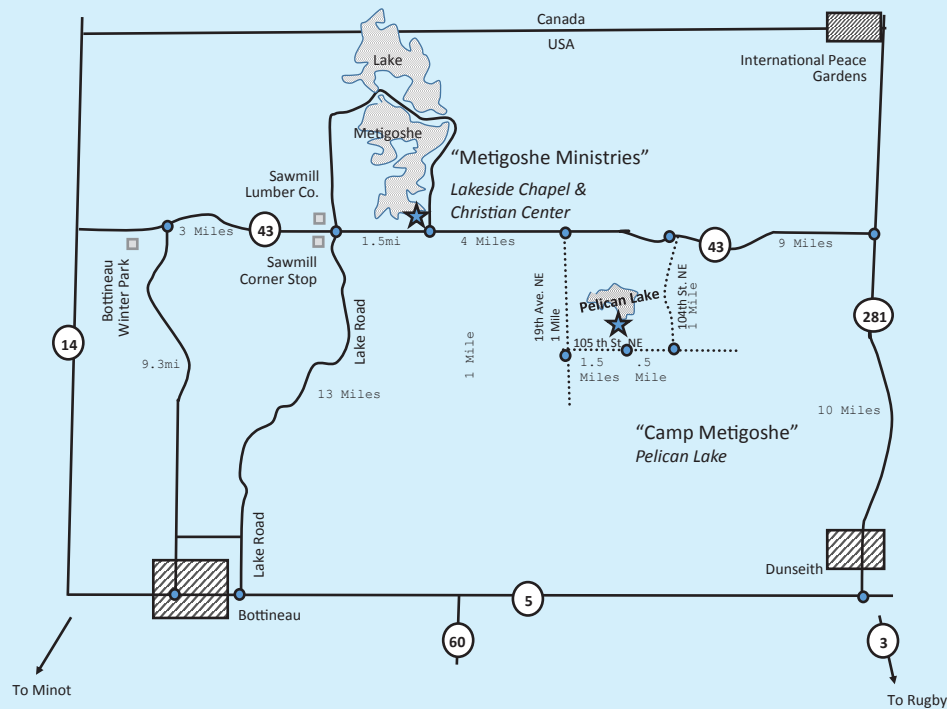 Canada
USA
International Peace
Gardens
Lake
Metigoshe
“Metigoshe Ministries”
Lakeside Chapel &
Christian Center
Sawmill
Lumber Co.
3 Miles
43
1.5mi
4 Miles
43
9 Miles
Sawmill
Corner Stop
Bottineau
Winter Park
19th Ave. NE
1 Mile
Pelican Lake
104th St. NE
1 Mile
281
14
Lake Road
105 th St. NE
1 Mile
1.5
Miles
.5
Mile
9.3mi
13 Miles
10 Miles
“Camp Metigoshe”
Pelican Lake
Lake Road
Dunseith
Bottineau
5
60
3
To Minot
To Rugby